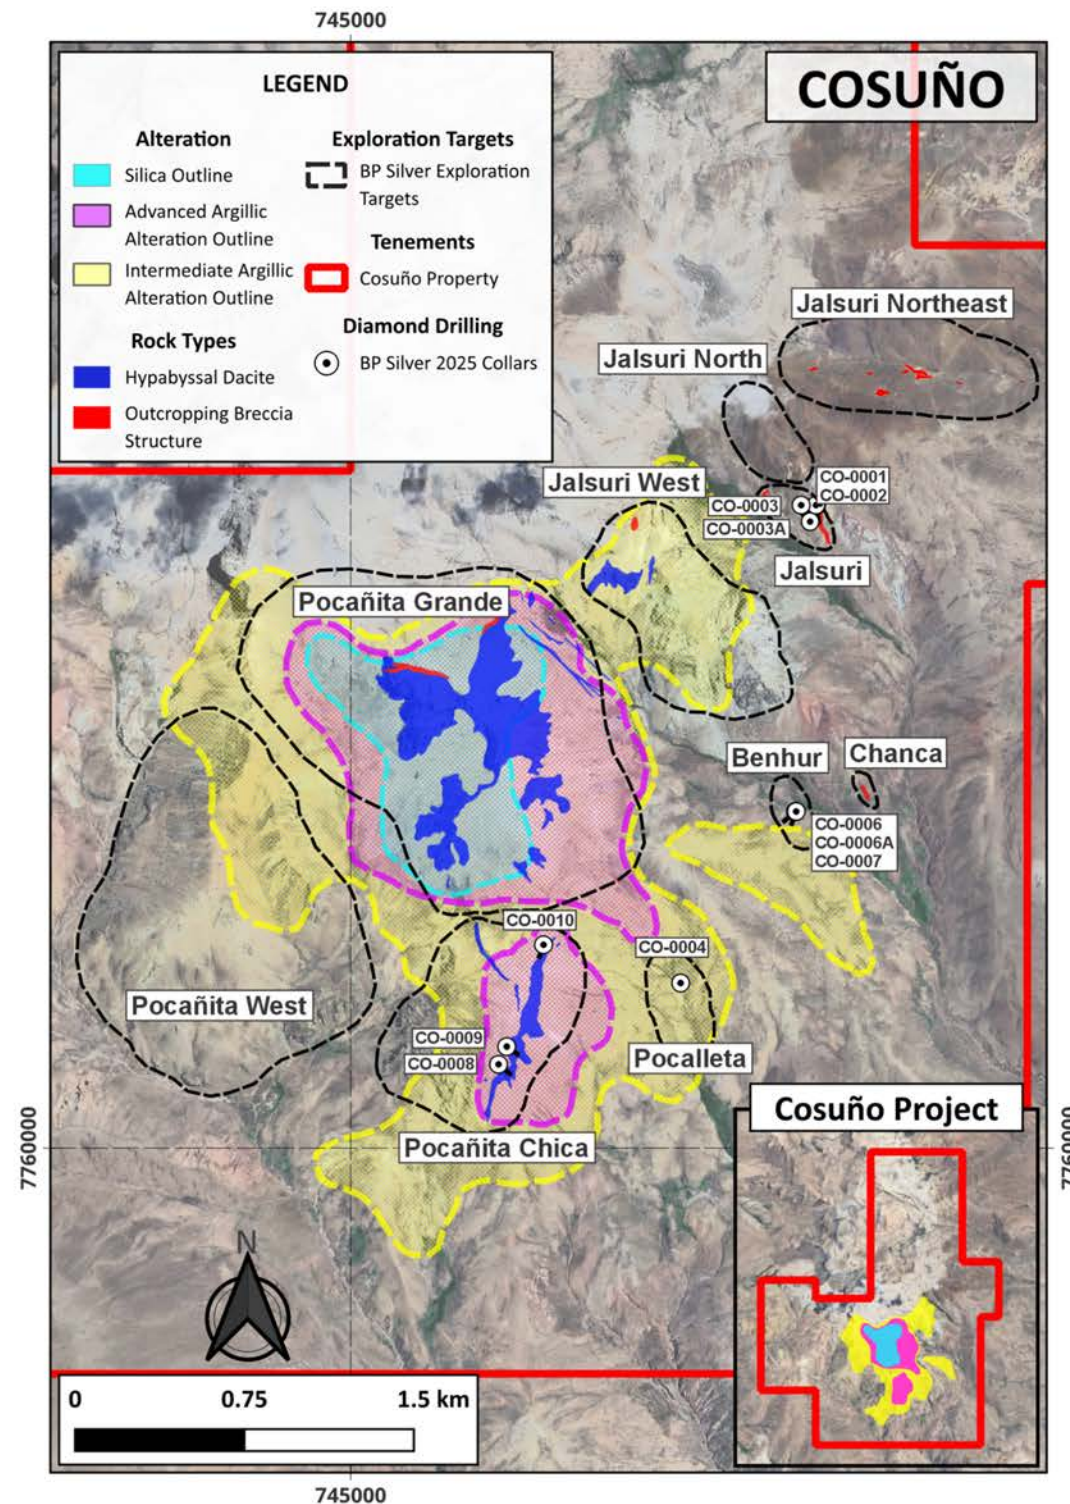 745000
COSUÑO
LEGEND
Alteration
Silica Outline
Advanced Argillic
Alteration Outline
Intermediate Argillic
Alteration Outline
Rock Types
Hypabyssal Dacite
Outcropping Breccia
Structure
Exploration Targets
BP Silver Exploration
Targets
Tenements
Cosuño Property
Diamond Drilling
BP Silver 2025 Collars
Jalsuri Northeast
Jalsuri North
Jalsuri West
CO-0001
CO-0002
CO-0003
CO-0003A
Jalsuri
Pocañita Grande
Benhur
Chanca
CO-0006
CO-0006A
CO-0007
CO-0010
CO-0004
Pocañita West
CO-0009
CO-0008
Pocalleta
Pocañita Chica
7760000
7760000
Cosuño Project
N
0 0.75 1.5 km
745000